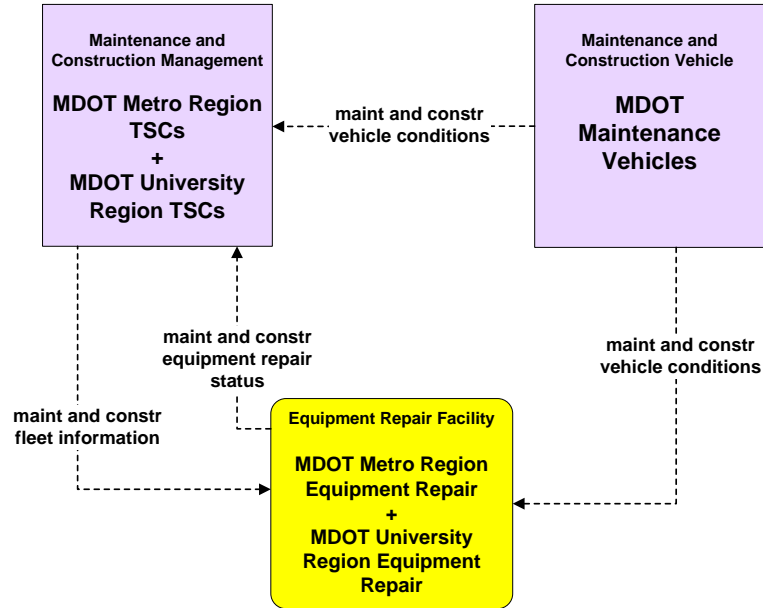 Maintenance and
Construction Management
MDOT Metro Region
TSCs
+
MDOT University
Region TSCs
Maintenance and
Construction Vehicle
MDOT
Maintenance
Vehicles
maint and constr
vehicle conditions
maint and constr
equipment repair
status
maint and constr
vehicle conditions
maint and constr
fleet information
Equipment Repair Facility
MDOT Metro Region
Equipment Repair
+
MDOT University
Region Equipment
Repair